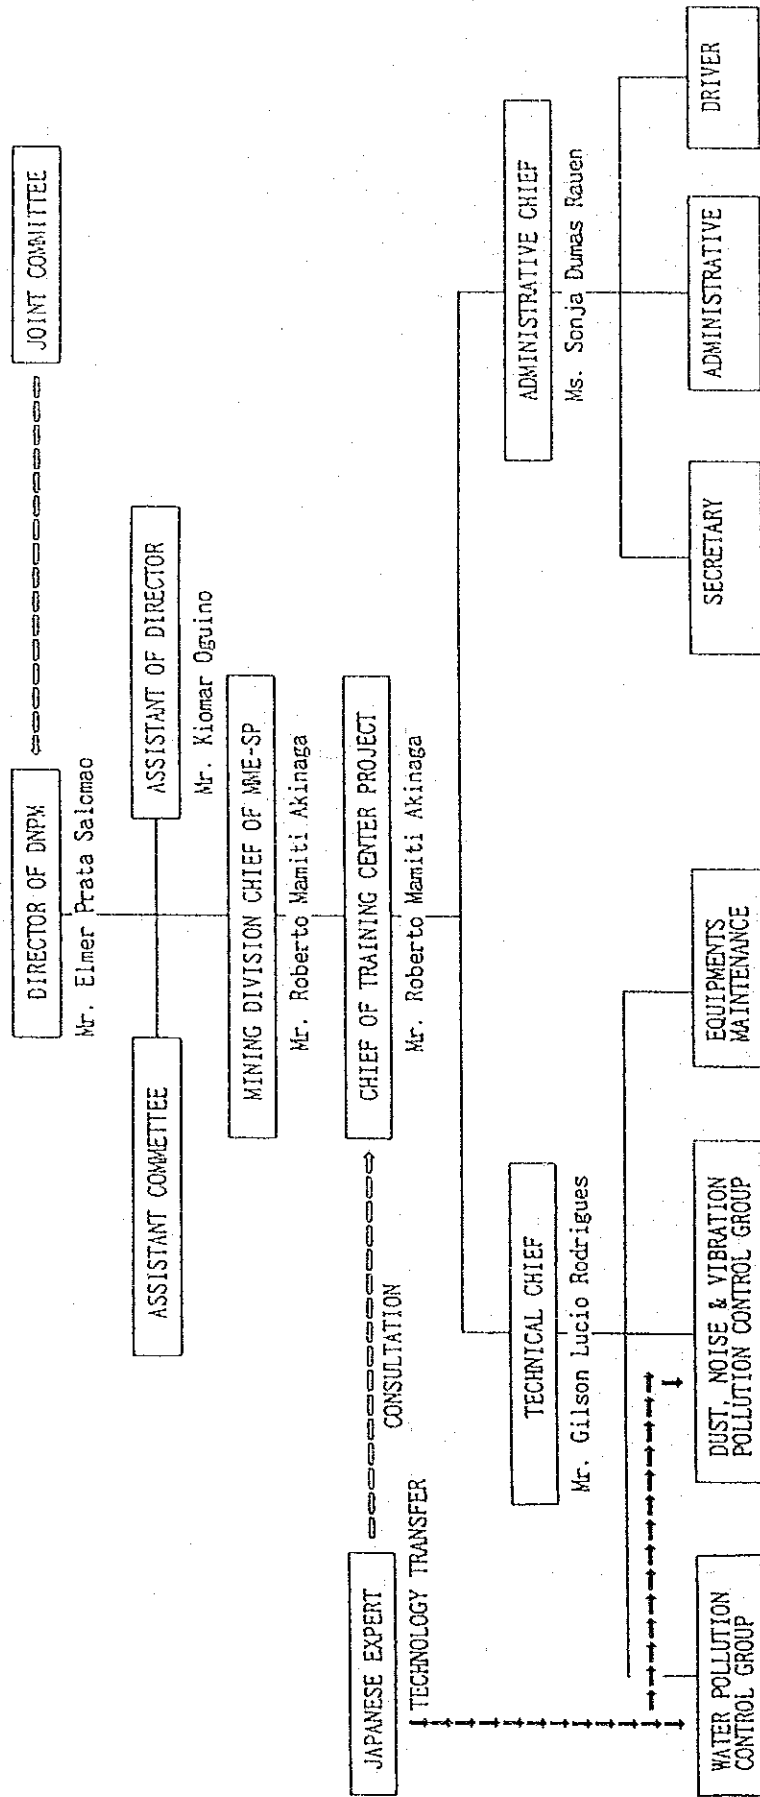 JOINT COMMITTEE
DIRECTOR OF DNPM
Mr. Elmer Prata Salomao
ASSISTANT COMMETTEE
ASSISTANT OF DIRECTOR
Mr. Kiomar Oguino
MINING DIVISION CHIEF OF MME-SP
Mr. Roberto Mamiti Akinaga
JAPANESE EXPERT
CONSULTATION
CHIEF OF TRAINING CENTER PROJECT
Mr. Roberto Mamiti Akinaga
TECHNOLOGY TRANSFER
TECHNICAL CHIEF
Mr. Gilson Lucio Rodrigues
ADMINISTRATIVE CHIEF
Ms. Sonja Dumas Rauen
WATER POLLUTION
CONTROL GROUP
DUST, NOISE & VIBRATION
POLLUTION CONTROL GROUP
EQUIPMENTS
MAINTENANCE
SECRETARY
ADMINISTRATIVE
DRIVER